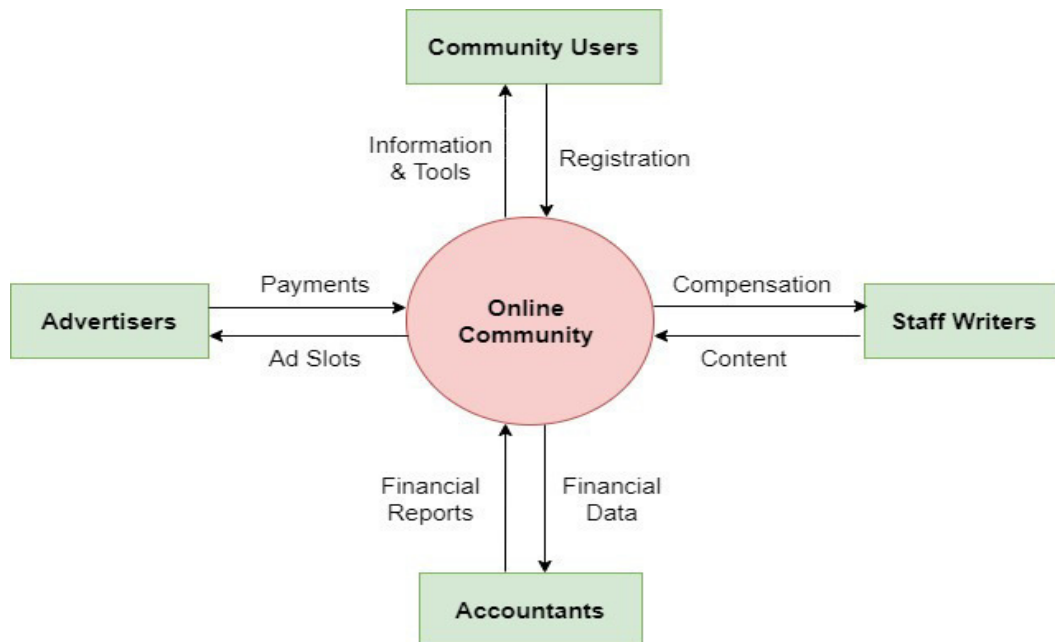 Community Users
Information
& Tools
Registration
Payments
Compensation
Advertisers
Online
Community
Staff Writers
Ad Slots
Content
Financial
Reports
Financial
Data
Accountants